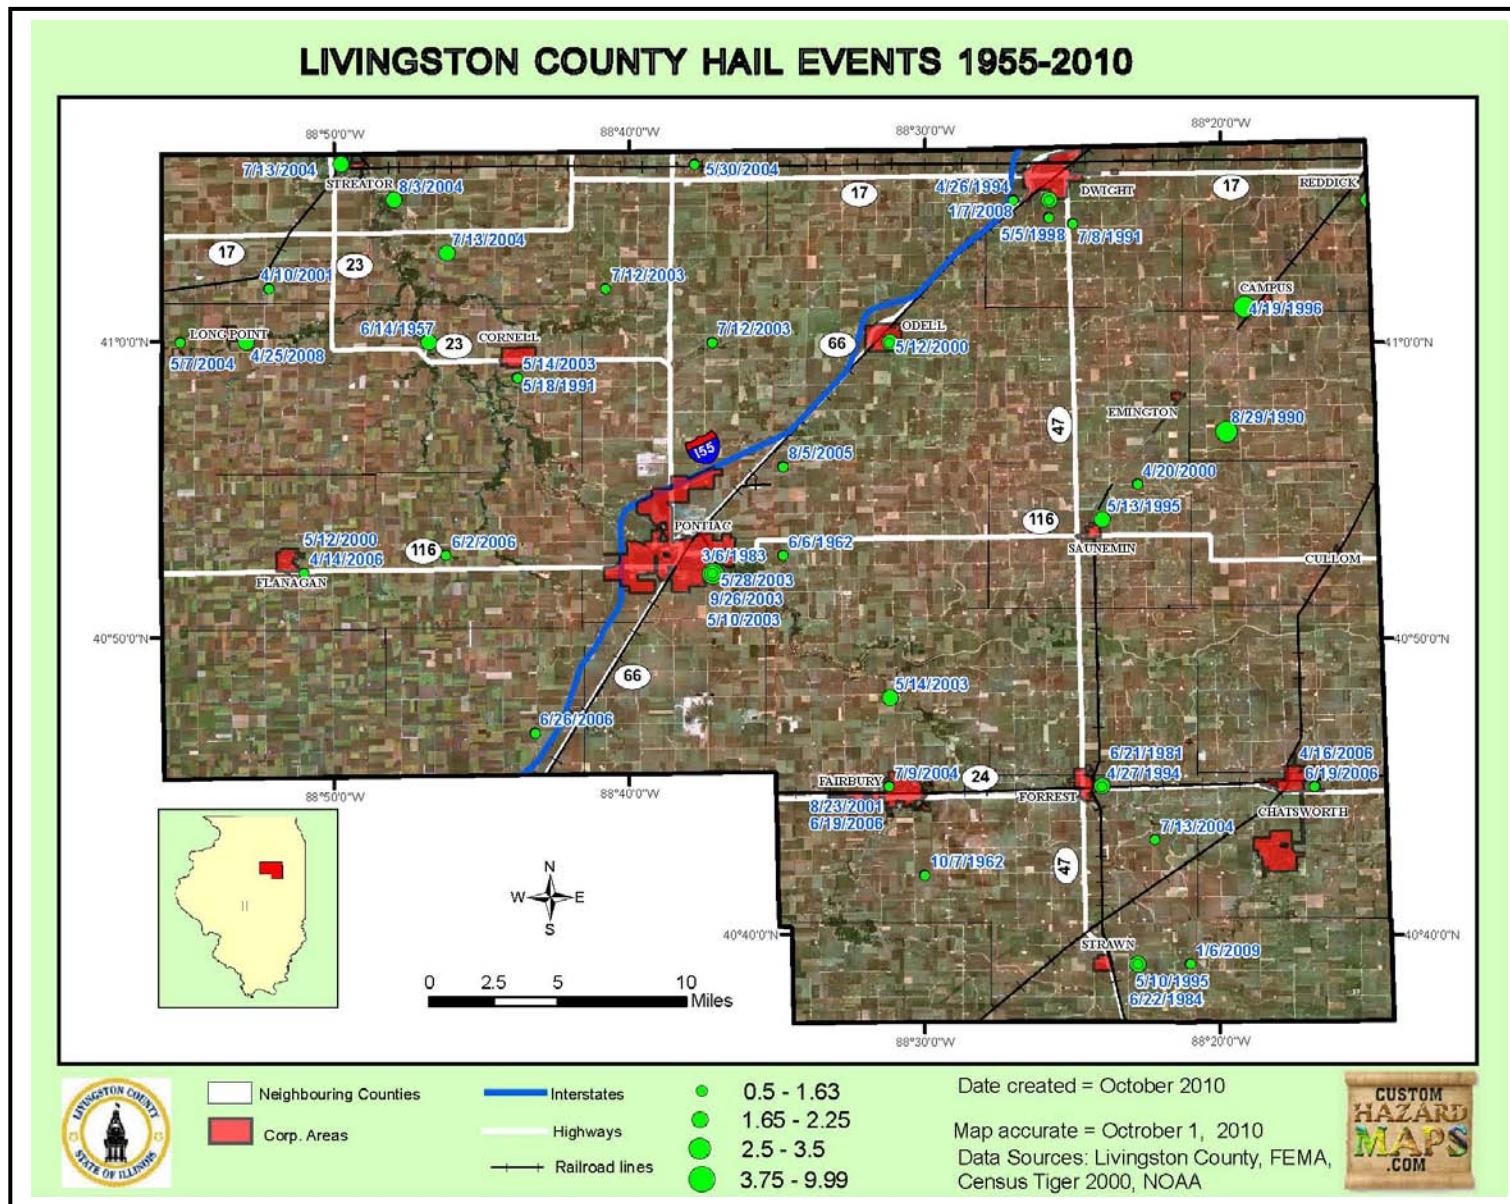 LIVINGSTON COUNTY HAIL EVENTS 1955-2010
88°50'0"W
88°40'0"W
88°30'0"W
88°20'0"W
7/13/2004
STREATOR
8/3/2004
5/30/2004
17
4/26/1994
1/7/2008
DWIGHT
17
REDDICK
5/5/1998
7/8/1991
7/13/2004
17
23
4/10/2001
7/12/2003
CAMPUS
4/19/1996
LONG POINT
6/14/1957
23
CORNELL
7/12/2003
66
ODELL
5/12/2000
41°0'0"N
5/7/2004
4/25/2008
5/14/2003
5/18/1991
41°0'0"N
EMINGTON
8/29/1990
47
I55
8/5/2005
4/20/2000
5/13/1995
116
PONTIAC
SAUNEMIN
5/12/2000
4/14/2006
116
6/2/2006
3/6/1983
6/6/1962
CULLOM
FLANAGAN
5/28/2003
9/26/2003
5/10/2003
40°50'0"N
40°50'0"N
66
5/14/2003
6/26/2006
6/21/1981
4/27/1994
4/16/2006
6/19/2006
FAIRBURY
7/9/2004
24
FORREST
8/23/2001
6/19/2006
CHATSWORTH
88°50'0"W
88°40'0"W
7/13/2004
10/7/1962
47
40°40'0"N
40°40'0"N
STRAWN
1/6/2009
5/10/1995
6/22/1984
88°30'0"W
88°20'0"W
Il
N
W
E
S
0
2.5
5
10
Miles
LIVINGSTON COUNTY
STATE OF ILLINOIS
Neighbouring Counties
Corp. Areas
Interstates
Highways
Railroad lines
0.5 - 1.63
1.65 - 2.25
2.5 - 3.5
3.75 - 9.99
Date created = October 2010
Map accurate = Octrober 1, 2010
Data Sources: Livingston County, FEMA,
Census Tiger 2000, NOAA
CUSTOM
HAZARD
MAPS
.COM